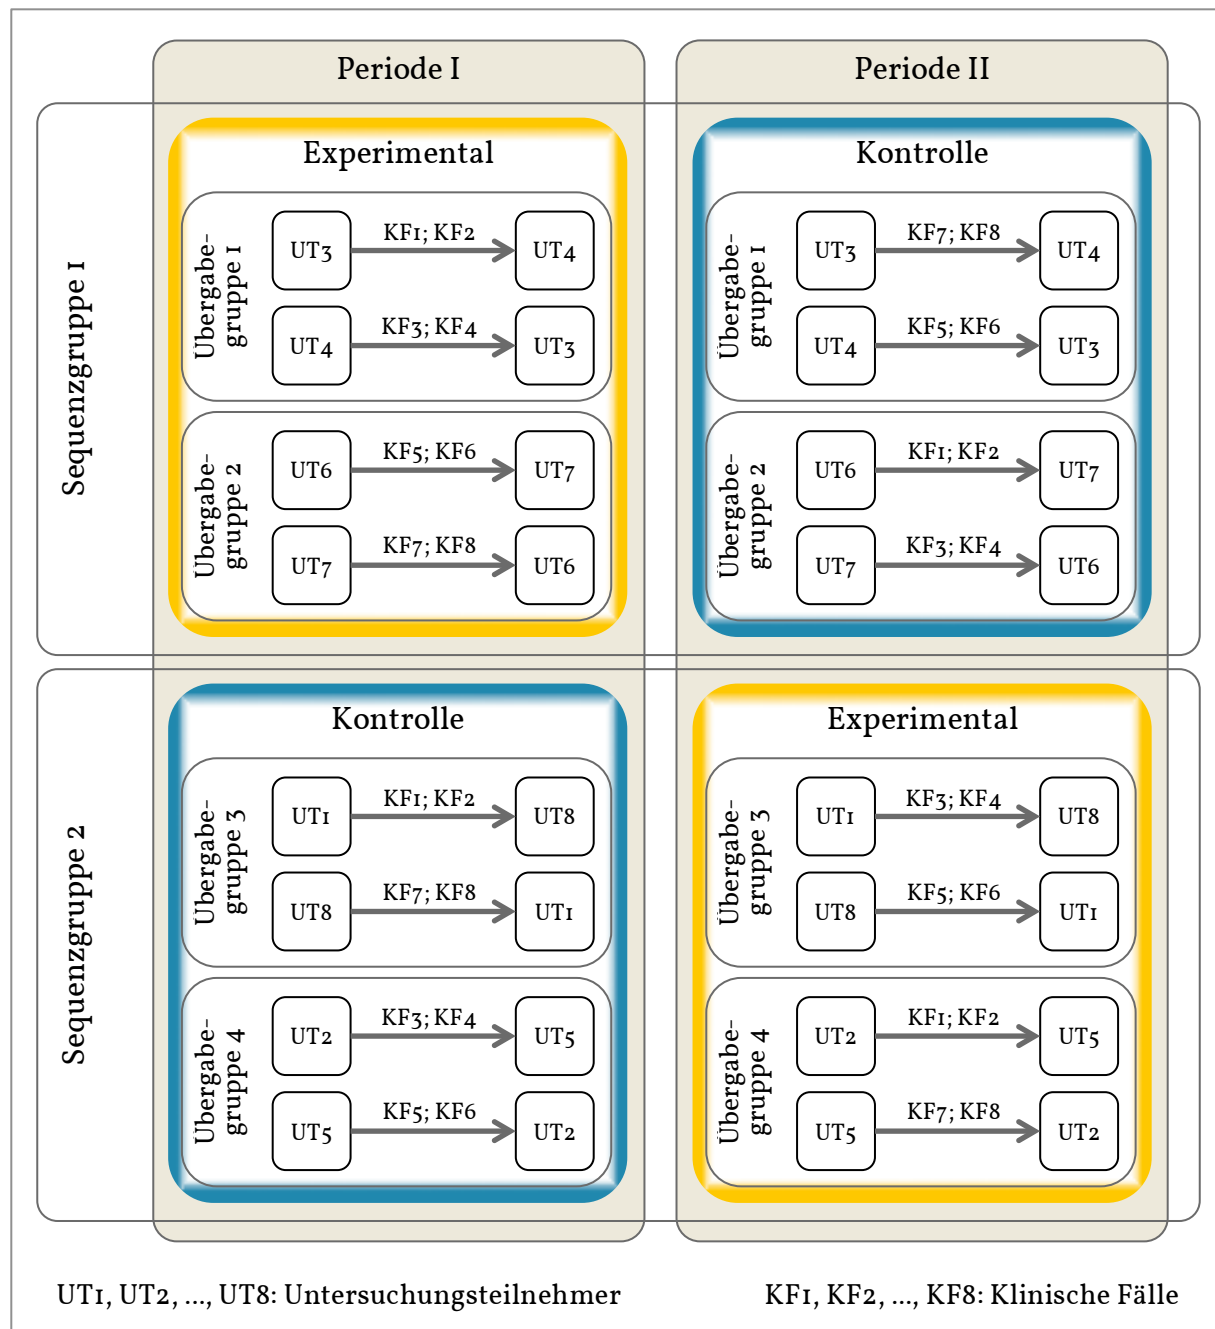 Periode I
Periode II
Sequenzgruppe 1
Experimental
Übergabe-
gruppe 1
UT3
KF1; KF2
UT4
UT4
KF3; KF4
UT3
Übergabe-
gruppe 2
UT6
KF5; KF6
UT7
UT7
KF7; KF8
UT6
Kontrolle
Übergabe-
gruppe 1
UT3
KF7; KF8
UT4
UT4
KF5; KF6
UT3
Übergabe-
gruppe 2
UT6
KF1; KF2
UT7
UT7
KF3; KF4
UT6
Sequenzgruppe 2
Kontrolle
Übergabe-
gruppe 3
UT1
KF1; KF2
UT8
UT8
KF7; KF8
UT1
Übergabe-
gruppe 4
UT2
KF3; KF4
UT5
UT5
KF5; KF6
UT2
Experimental
Übergabe-
gruppe 3
UT1
KF3; KF4
UT8
UT8
KF5; KF6
UT1
Übergabe-
gruppe 4
UT2
KF1; KF2
UT5
UT5
KF7; KF8
UT2
UT1, UT2, ..., UT8: Untersuchungsteilnehmer
KF1, KF2, ..., KF8: Klinische Fälle